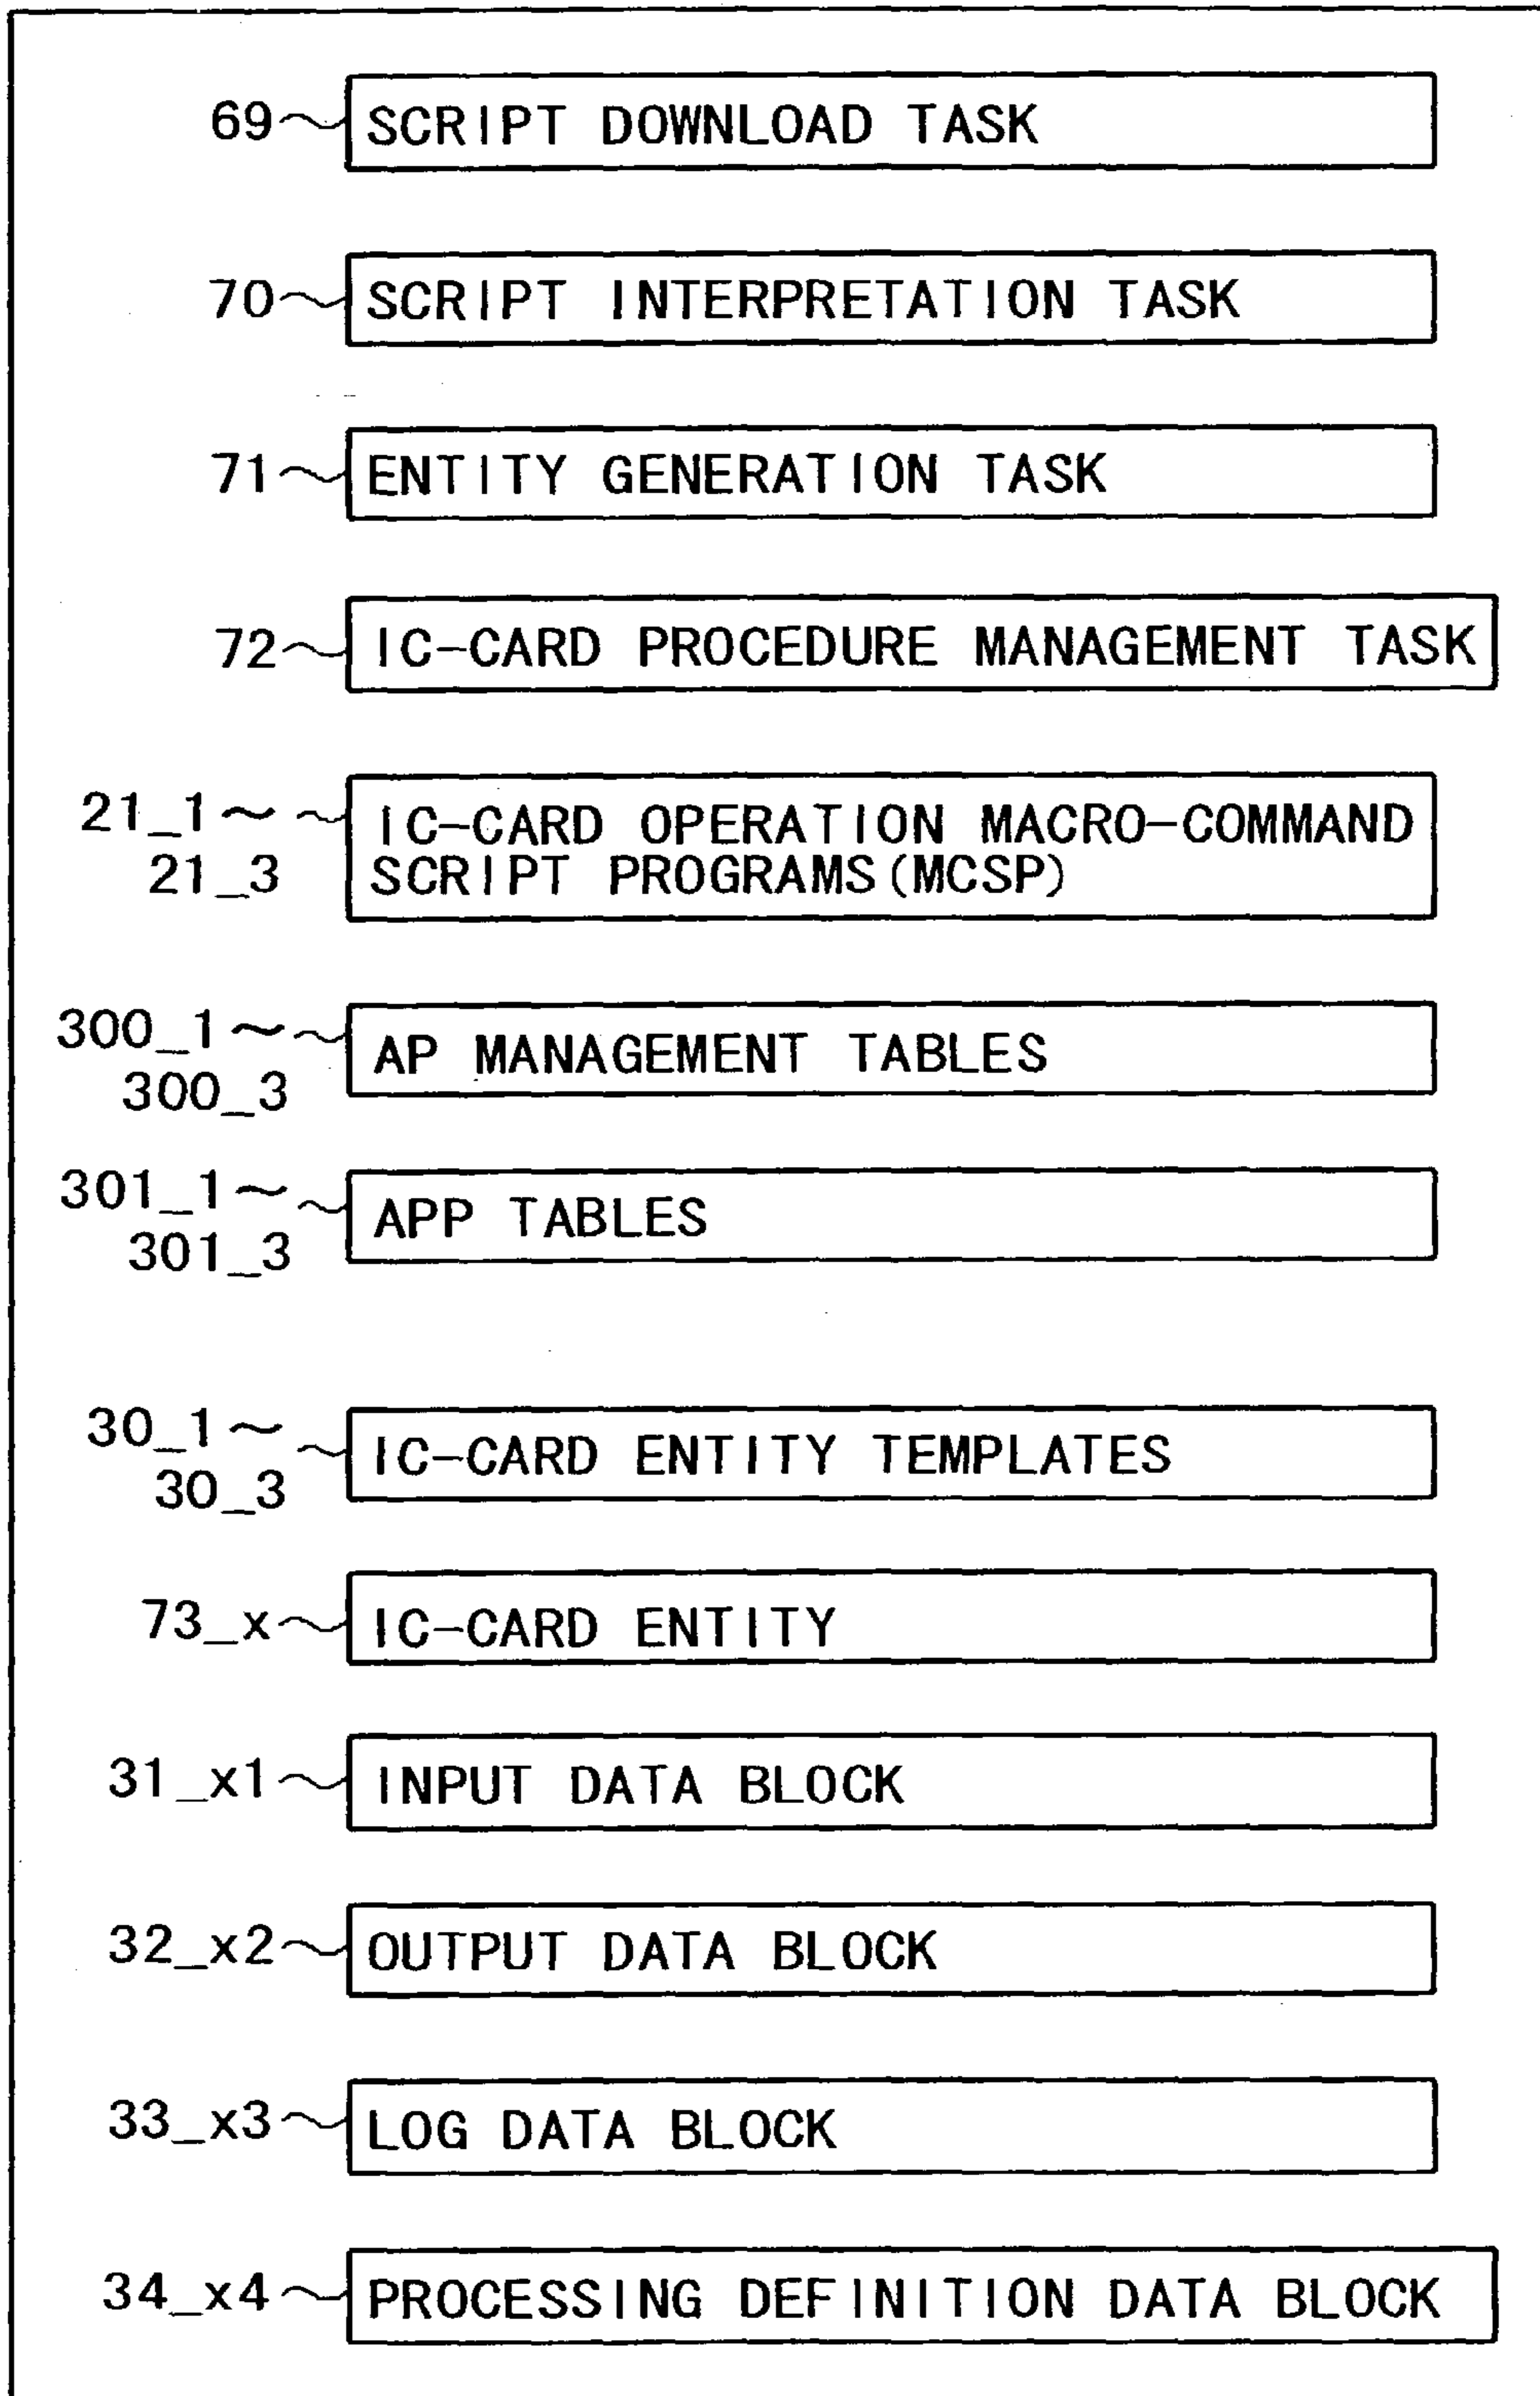 69 SCRIPT DOWNLOAD TASK
70 SCRIPT INTERPRETATION TASK
71 ENTITY GENERATION TASK
72 IC-CARD PROCEDURE MANAGEMENT TASK
21_1~ IC-CARD OPERATION MACRO-COMMAND
21_3 SCRIPT PROGRAMS(MCSP)
300_1~ AP MANAGEMENT TABLES
300_3
301_1~ APP TABLES
301_3
30_1~ IC-CARD ENTITY TEMPLATES
30_3
73_x IC-CARD ENTITY
31_x1 INPUT DATA BLOCK
32_x2 OUTPUT DATA BLOCK
33_x3 LOG DATA BLOCK
34_x4 PROCESSING DEFINITION DATA BLOCK